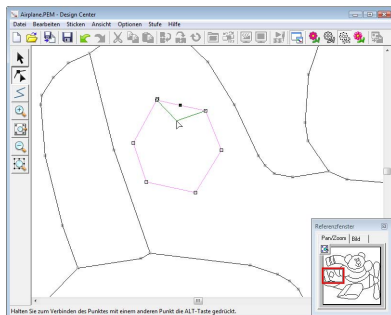 Airplane.PEM - Design Center
Datei Bearbeiten Sticken Ansicht Optionen Stufe Hilfe
Referenzfenster
Pan/Zoom Bild
Halten Sie zum Verbinden des Punktes mit einem anderen Punkt die ALT-Taste gedrückt.